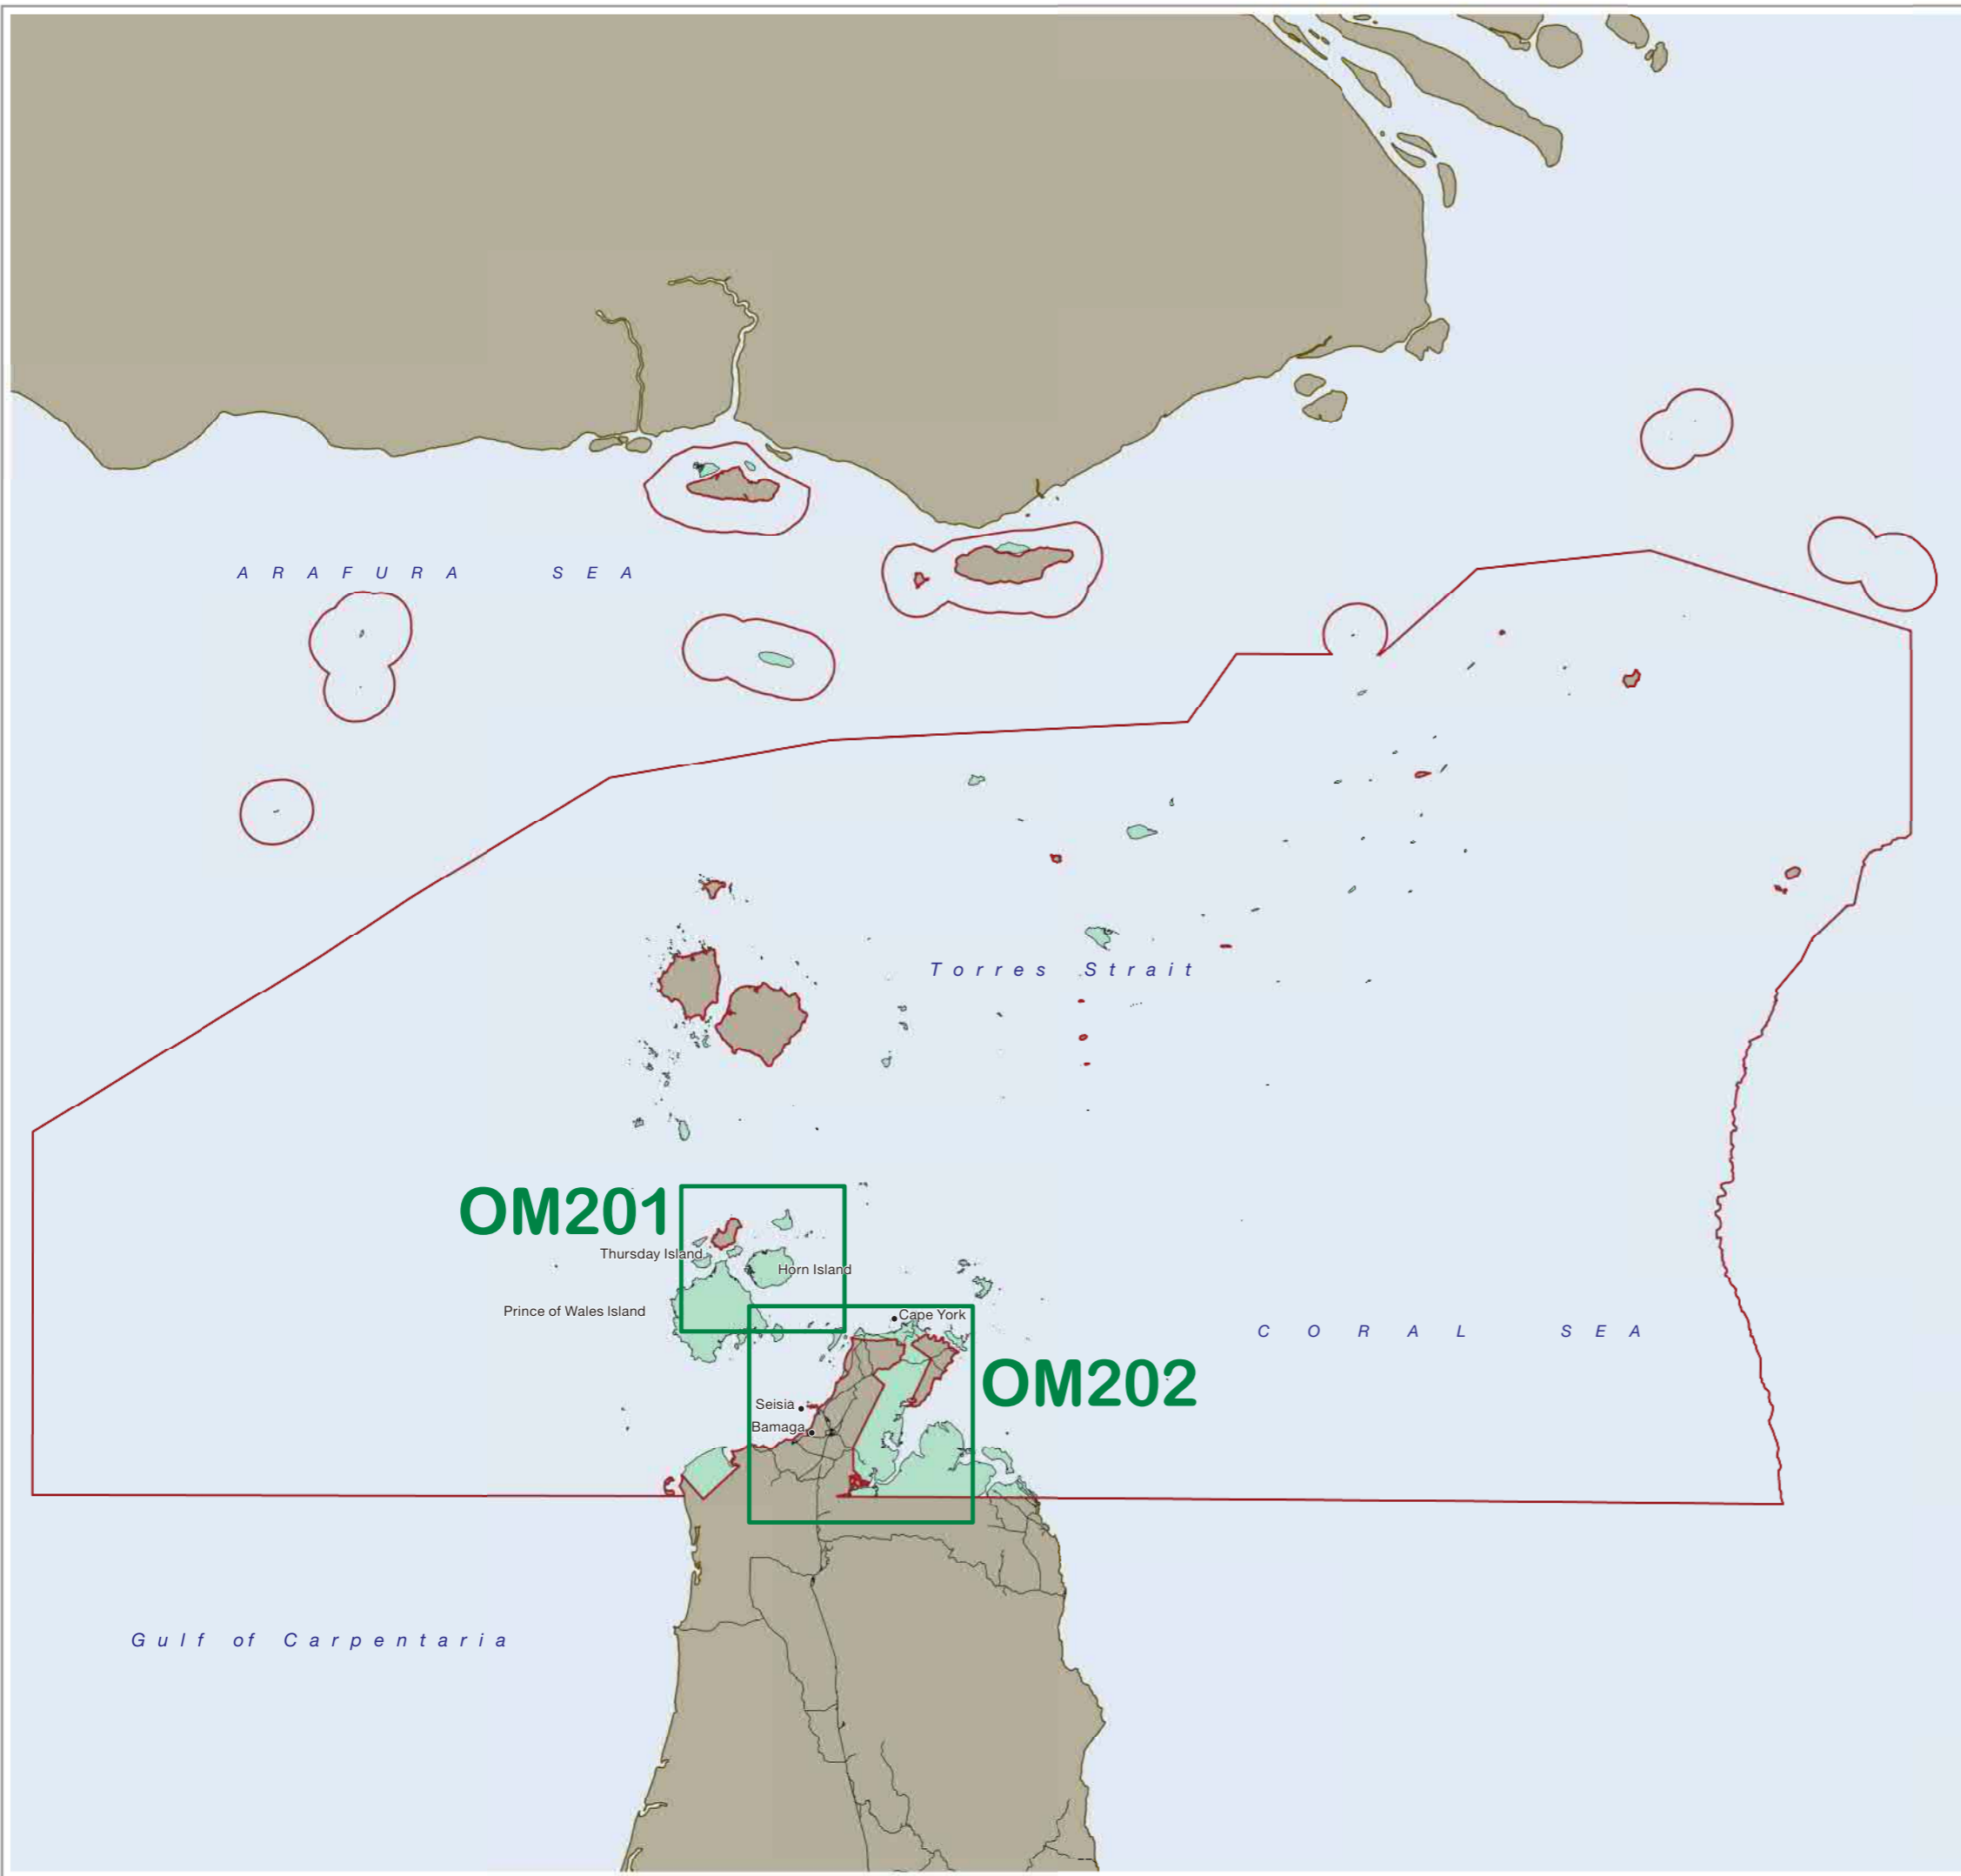 ARAFURA SEA
Torres Strait
OM201
Thursday Island
Horn Island
Prince of Wales Island
Cape York
CORAL SEA
OM202
Seisia
Bamaga
Gulf of Carpentaria